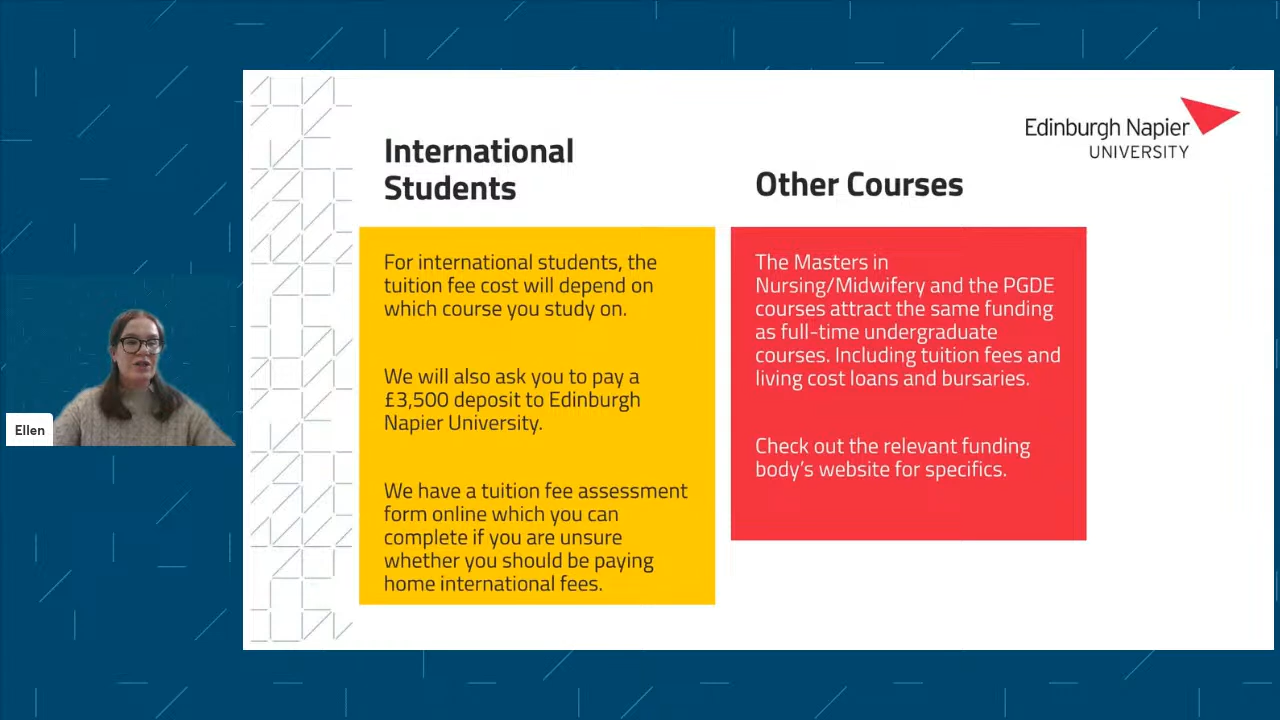 Edinburgh Napier
UNIVERSITY
International
Students
For international students, the
tuition fee cost will depend on
which course you study on.
We will also ask you to pay a
£3,500 deposit to Edinburgh
Napier University.
We have a tuition fee assessment
form online which you can
complete if you are unsure
whether you should be paying
home international fees.
Other Courses
The Masters in
Nursing/Midwifery and the PGDE
courses attract the same funding
as full-time undergraduate
courses. Including tuition fees and
living cost loans and bursaries.
Check out the relevant funding
body's website for specifics.
Ellen